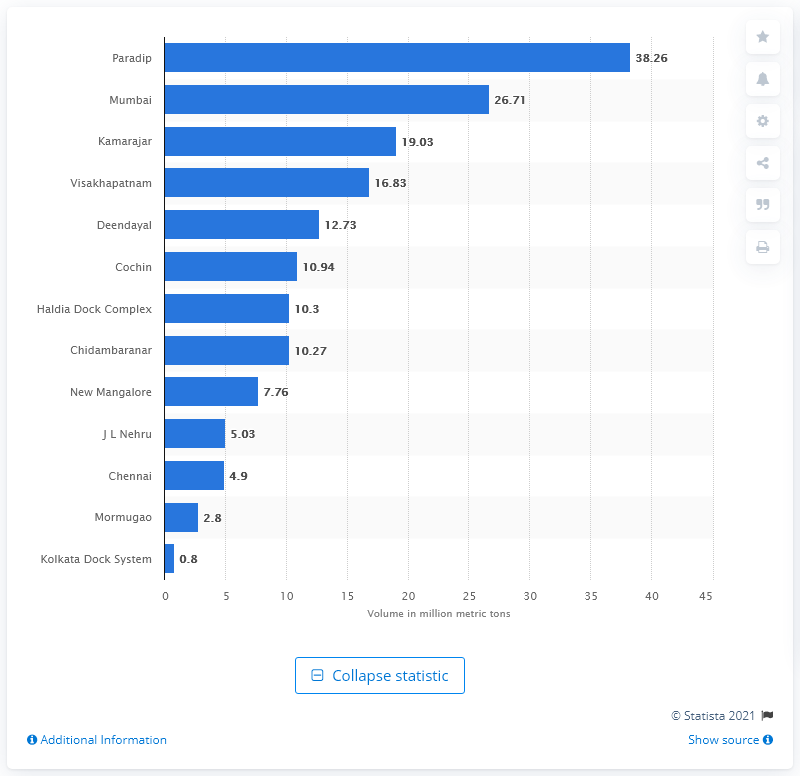 Paradip 38.26
Mumbai 26.71
Kamarajar 19.03
Visakhapatnam 16.83
Deendayal 12.73
Cochin 10.94
Haldia Dock Complex 10.3
Chidambaranar 10.27
New Mangalore 7.76
J L Nehru 5.03
Chennai 4.9
Mormugao 2.8
Kolkata Dock System 0.8
0 5 10 15 20 25 30 35 40 45
Volume in million metric tons
Collapse statistic
© Statista 2021
Additional Information Show source